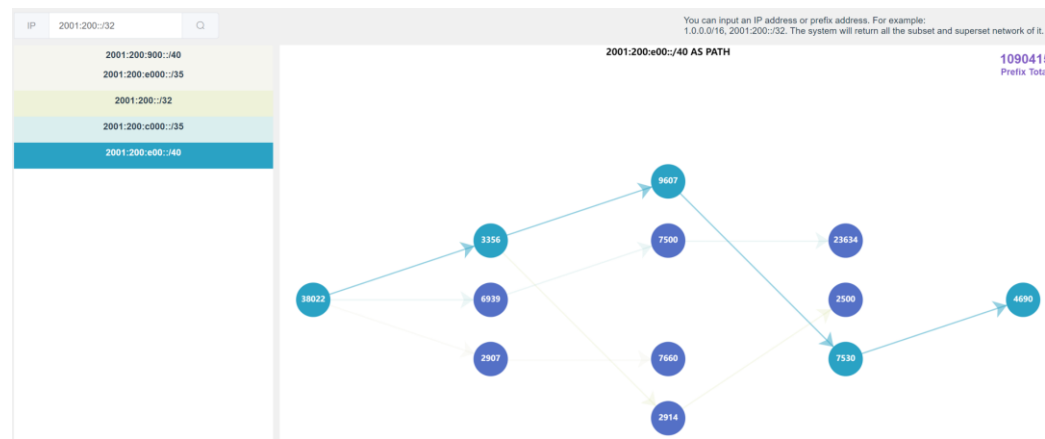 IP
2001:200::/32
You can input an IP address or prefix address. For example:
1.0.0.0/16, 2001:200::/32. The system will return all the subset and superset network of it.
2001:200:900::/40
2001:200:e000::/35
2001:200::/32
2001:200:c000::/35
2001:200:e00::/40
2001:200:e00::/40 AS PATH
1090415
Prefix Tota
9607
3356
7500
23634
38022
6939
2500
4690
2907
7660
7530
2914